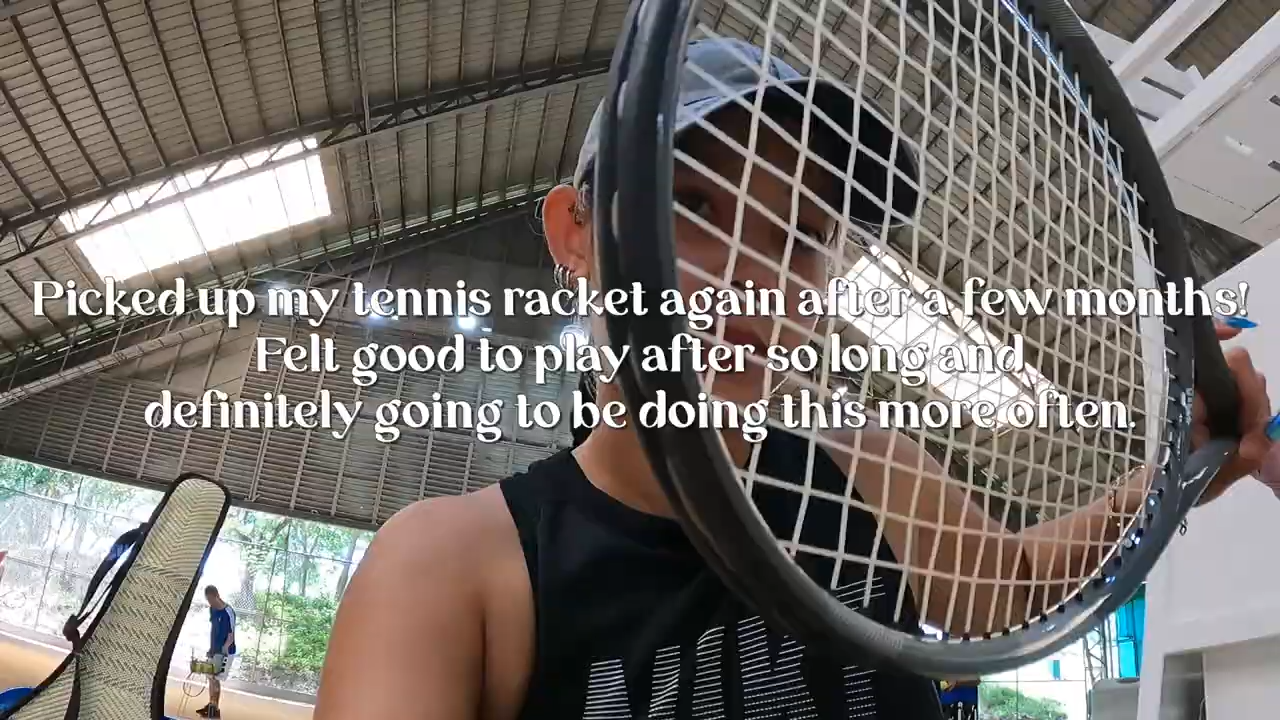 Picked up my tennis racket again after a few months!
Felt good to play after so long and
definitely going to be doing this more often.